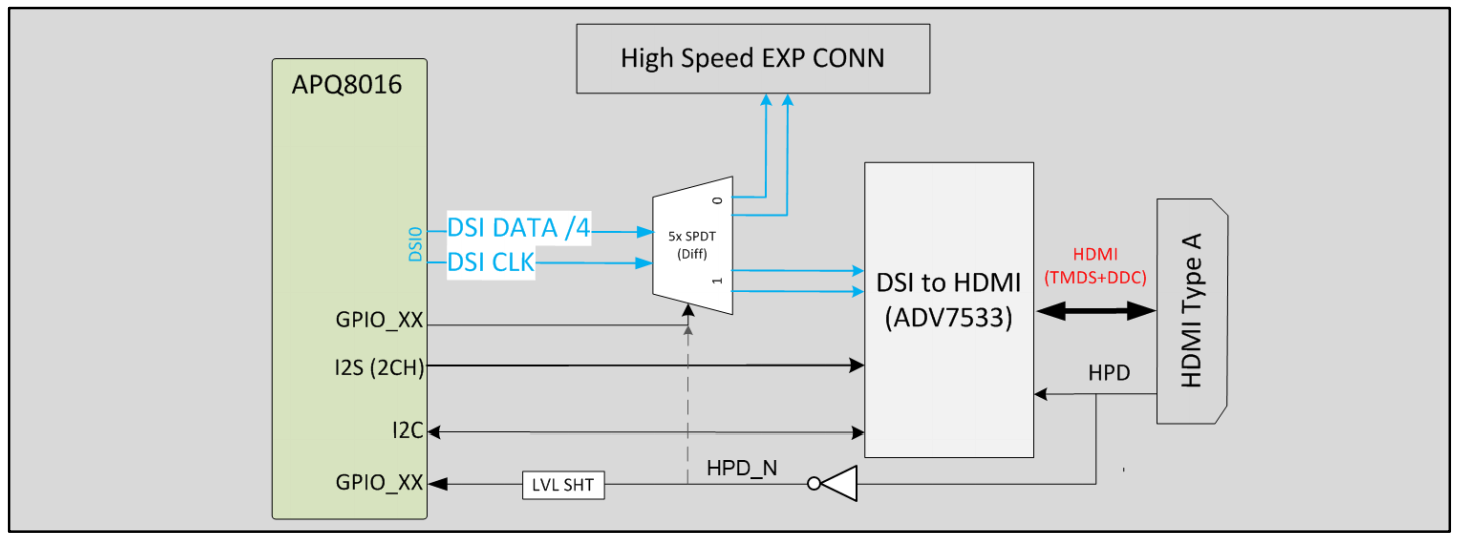 High Speed EXP CONN
APQ8016
DSI0
DSI DATA /4
DSI CLK
5x SPDT
(Diff)
0
1
DSI to HDMI
(ADV7533)
HDMI
(TMDS+DDC)
HDMI Type A
GPIO_XX
I2S (2CH)
HPD
I2C
GPIO_XX
LVL SHT
HPD_N